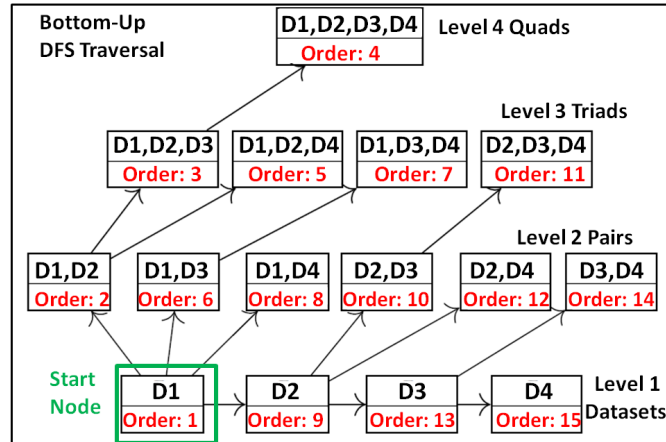 Bottom-Up
DFS Traversal
D1,D2,D3,D4
Order: 4
Level 4 Quads
Level 3 Triads
D1,D2,D3
Order: 3
D1,D2,D4
Order: 5
D1,D3,D4
Order: 7
D2,D3,D4
Order: 11
Level 2 Pairs
D1,D2
Order: 2
D1,D3
Order: 6
D1,D4
Order: 8
D2,D3
Order: 10
D2,D4
Order: 12
D3,D4
Order: 14
Start
Node
D1
Order: 1
D2
Order: 9
D3
Order: 13
D4
Order: 15
Level 1
Datasets